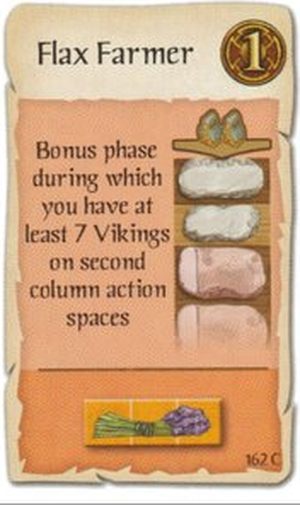 Flax Farmer
1
Bonus phase
during which
you have at
least 7 Vikings
on second
column action
spaces
162 C